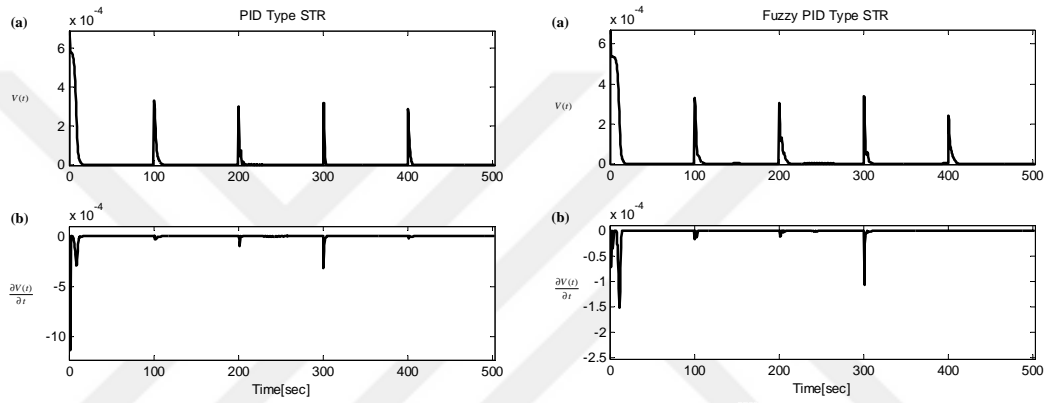 (a)
PID Type STR
x 10^-4
6
4
2
0
V(t)
0 100 200 300 400 500
(b)
x 10^-4
0
-5
-10
∂V(t)
∂t
0 100 200 300 400 500
Time[sec]
(a)
Fuzzy PID Type STR
x 10^-4
6
4
2
0
V(t)
0 100 200 300 400 500
(b)
x 10^-4
0
-0.5
-1
-1.5
-2
-2.5
∂V(t)
∂t
0 100 200 300 400 500
Time[sec]